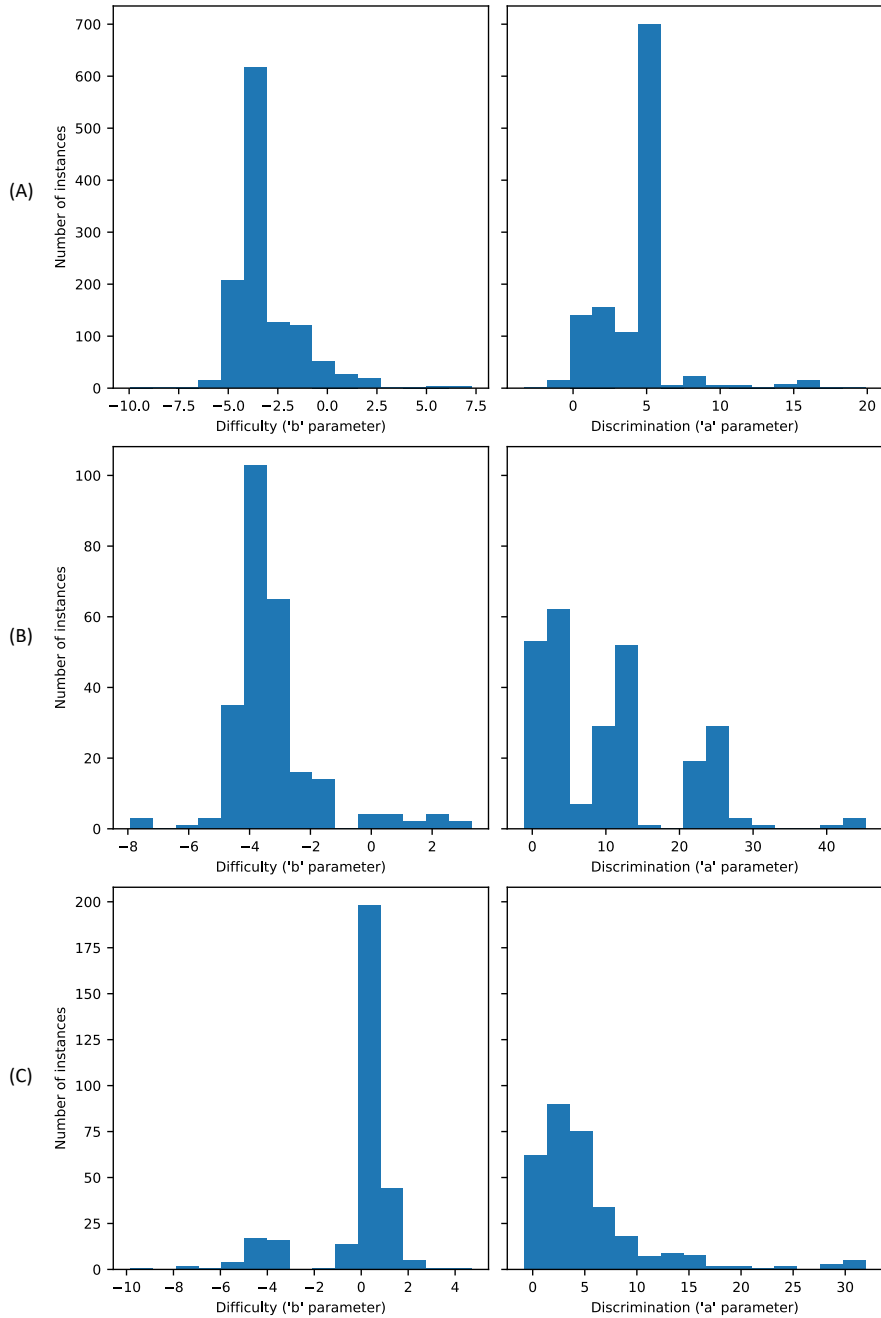 (A)
Number of instances
700
600
500
400
300
200
100
0
−10.0 −7.5 −5.0 −2.5 0.0 2.5 5.0 7.5
Difficulty ('b' parameter)
0 5 10 15 20
Discrimination ('a' parameter)
(B)
Number of instances
100
80
60
40
20
0
−8 −6 −4 −2 0 2
Difficulty ('b' parameter)
0 10 20 30 40
Discrimination ('a' parameter)
(C)
Number of instances
200
175
150
125
100
75
50
25
0
−10 −8 −6 −4 −2 0 2 4
Difficulty ('b' parameter)
0 5 10 15 20 25 30
Discrimination ('a' parameter)